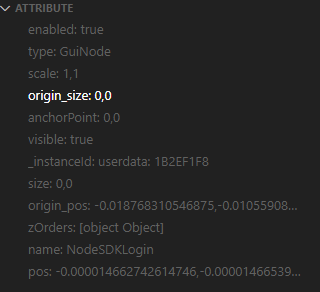 ATTRIBUTE
enabled: true
type: GuiNode
scale: 1,1
origin_size: 0,0
anchorPoint: 0,0
visible: true
_instanceId: userdata: 1B2EF1F8
size: 0,0
origin_pos: -0.018768310546875,-0.01055908...
zOrders: [object Object]
name: NodeSDKLogin
pos: -0.000014662742614746,-0.00001466539...